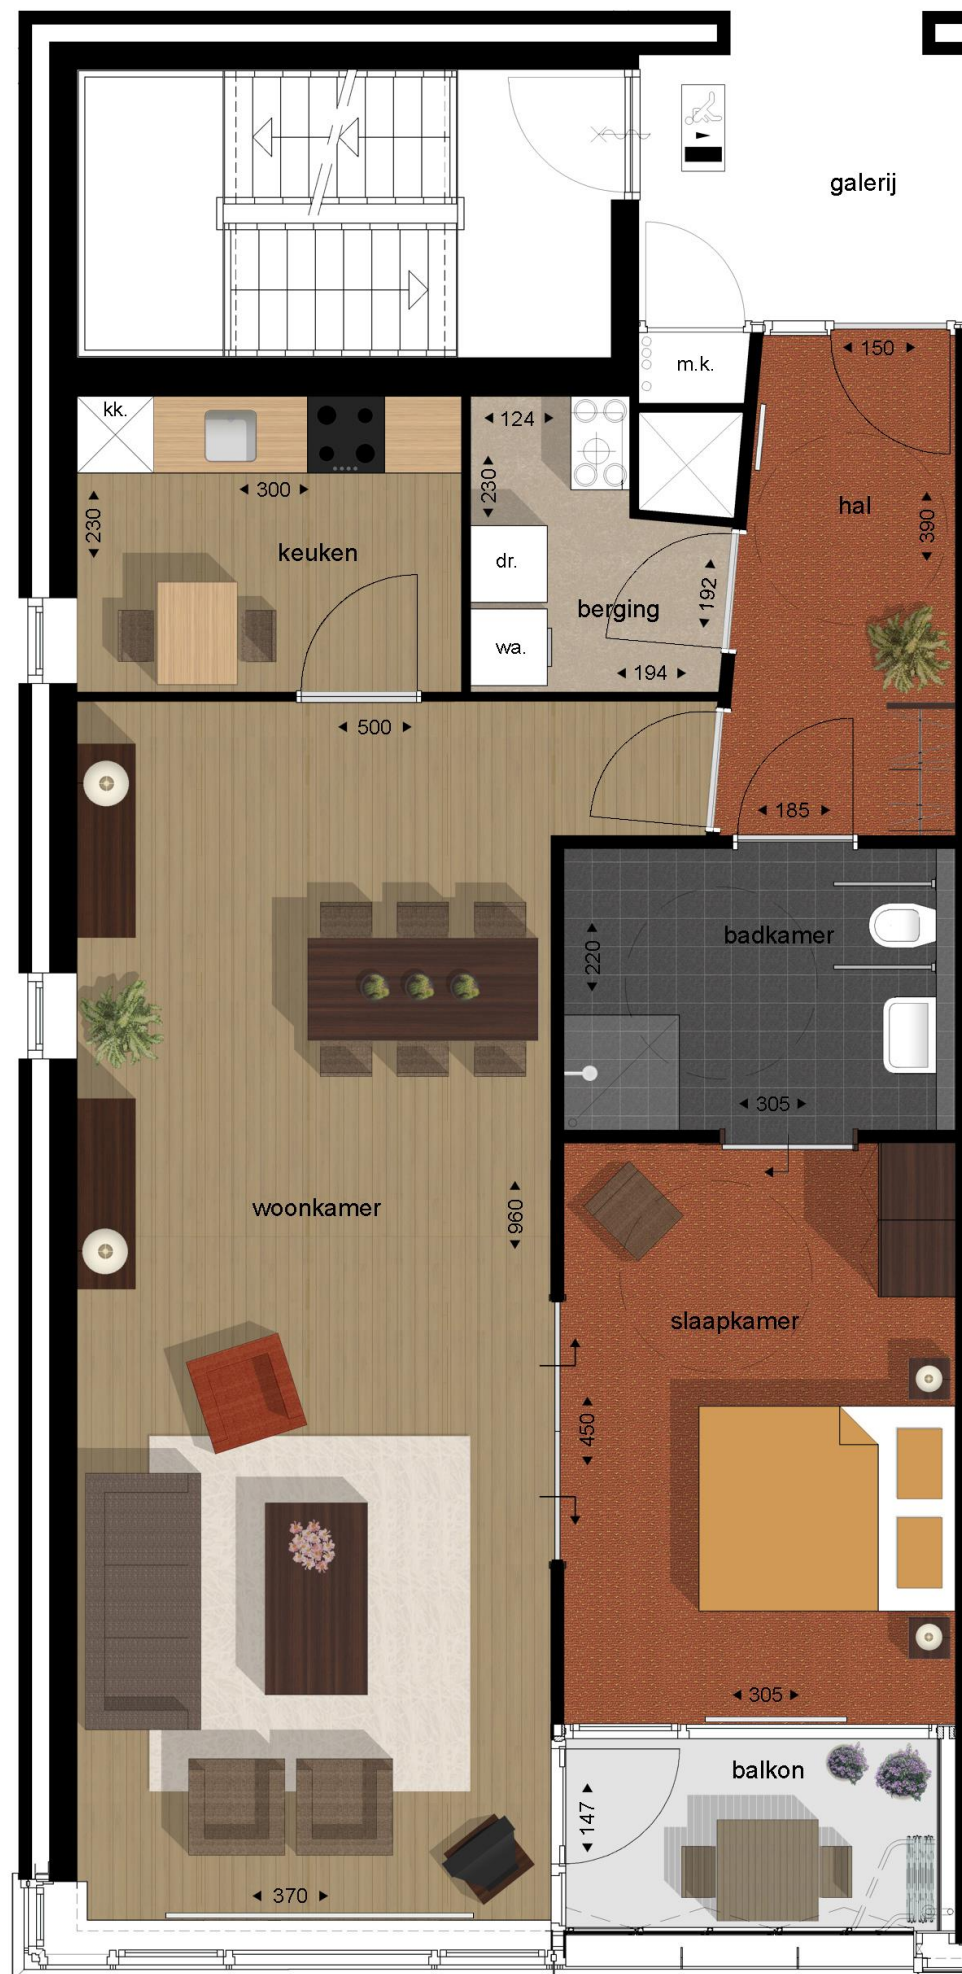 galerij
m.k.
150
kk.
124
300
230
230
hal
390
keuken
dr.
berging
192
wa.
194
500
185
badkamer
220
305
woonkamer
960
slaapkamer
450
305
balkon
147
370